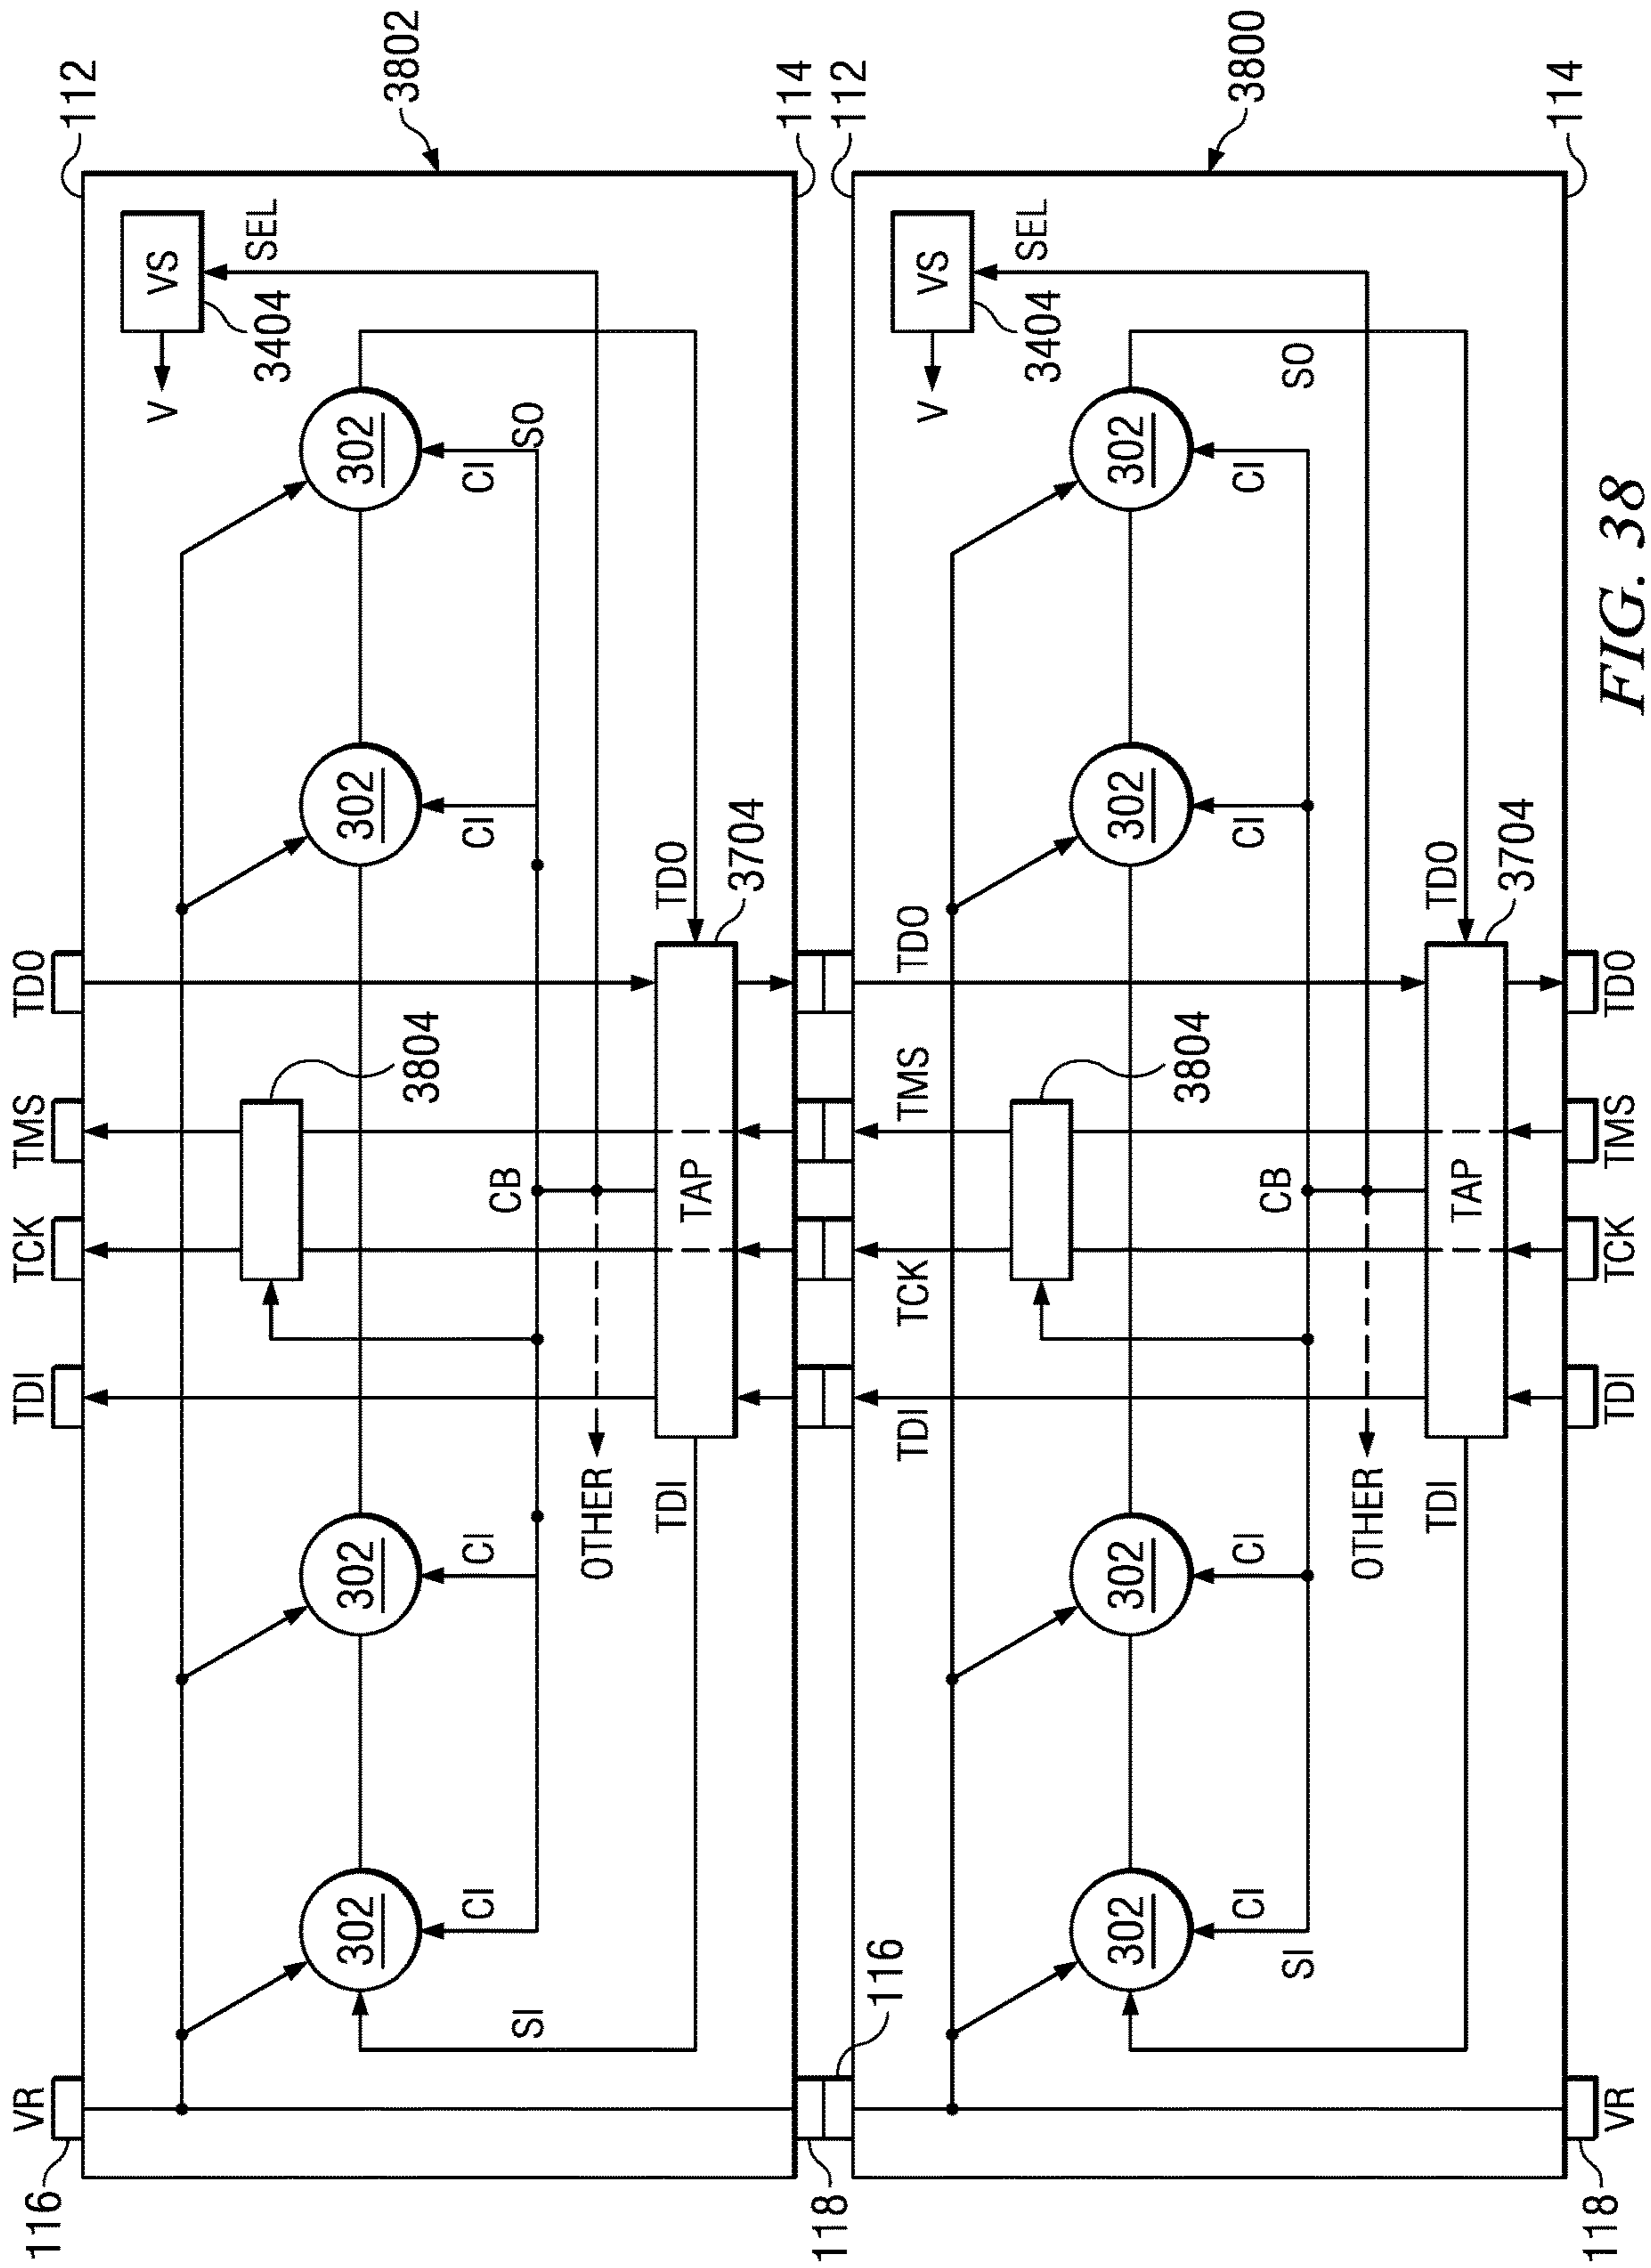 116
VR
TDI
TCK
TMS
TDO
112
V
VS
SEL
3404
302
302
302
302
3802
3804
CI
CI
CI
CI
SI
CB
SO
OTHER
TDI
TAP
TDO
3704
114
118
116
112
TDI
TCK
TMS
TDO
V
VS
SEL
3404
302
302
302
302
3800
3804
CI
CI
CI
CI
SI
CB
SO
OTHER
TDI
TAP
TDO
3704
114
118
VR
TDI
TCK
TMS
TDO
FIG. 38